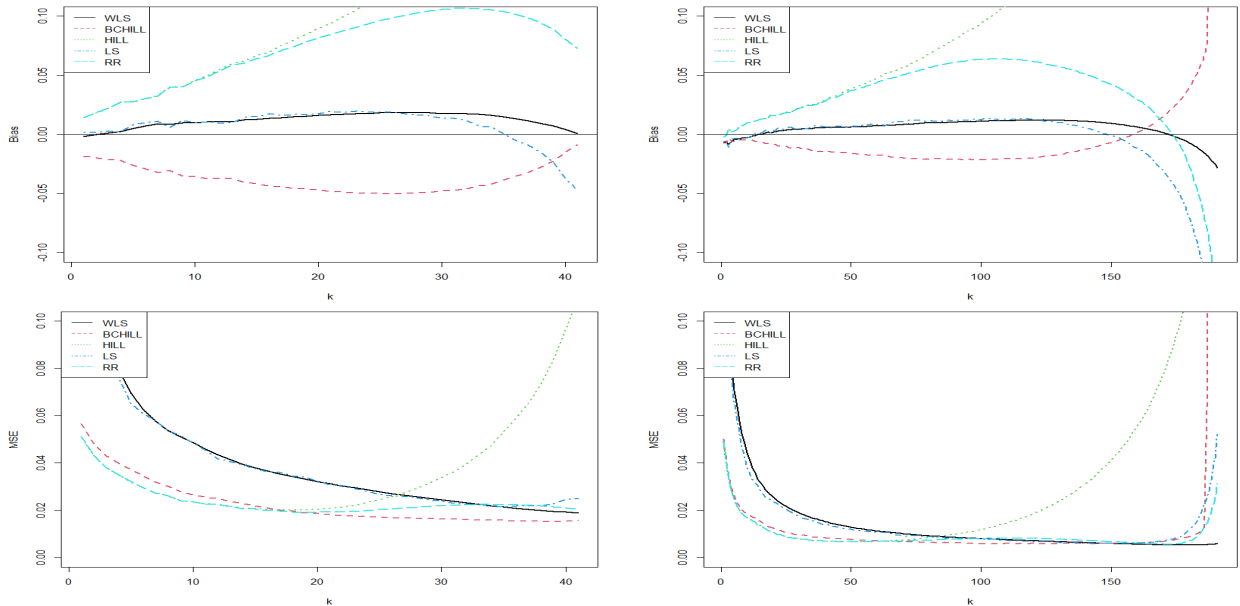 0.10
0.05
0.00
-0.05
-0.10
Bias
WLS
BCHILL
HILL
LS
RR
0 10 20 30 40
k
0.10
0.05
0.00
-0.05
-0.10
Bias
WLS
BCHILL
HILL
LS
RR
0 50 100 150
k
0.10
0.08
0.06
0.04
0.02
0.00
MSE
WLS
BCHILL
HILL
LS
RR
0 10 20 30 40
k
0.10
0.08
0.06
0.04
0.02
0.00
MSE
WLS
BCHILL
HILL
LS
RR
0 50 100 150
k